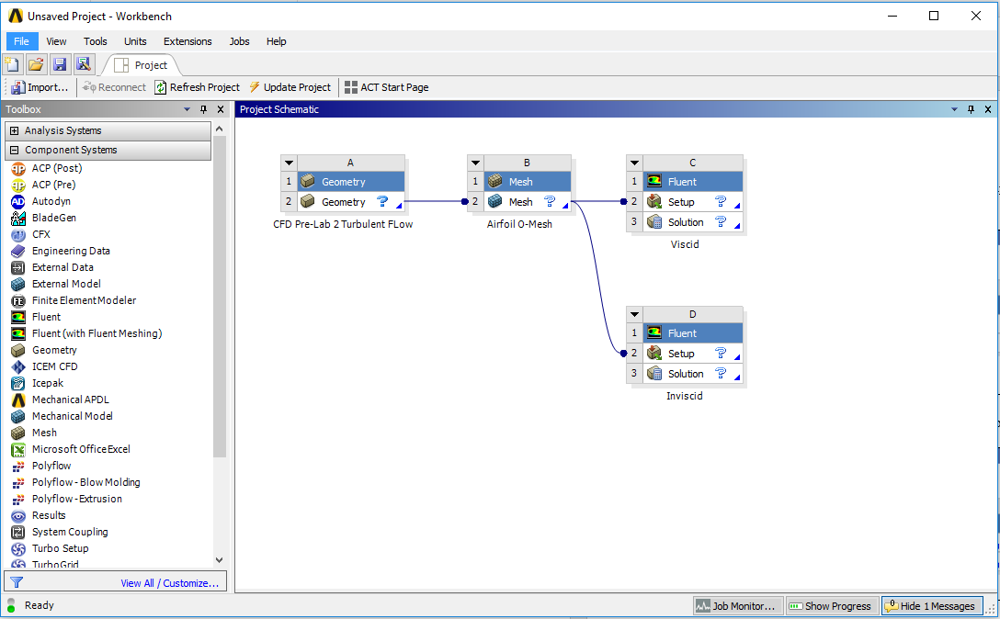 Unsaved Project - Workbench
File View Tools Units Extensions Jobs Help
Project
Import... Reconnect Refresh Project Update Project ACT Start Page
Toolbox
Project Schematic
Analysis Systems
Component Systems
ACP (Post)
ACP (Pre)
Autodyn
BladeGen
CFX
Engineering Data
External Data
External Model
Finite Element Modeler
Fluent
Fluent (with Fluent Meshing)
Geometry
ICEM CFD
Icepak
Mechanical APDL
Mechanical Model
Mesh
Microsoft Office Excel
Polyflow
Polyflow - Blow Molding
Polyflow - Extrusion
Results
System Coupling
Turbo Setup
TurboGrid
View All / Customize...
A
1 Geometry
2 Geometry ?
CFD Pre-Lab 2 Turbulent FLow
B
1 Mesh
2 Mesh ?
Airfoil O-Mesh
C
1 Fluent
2 Setup ?
3 Solution ?
Viscid
D
1 Fluent
2 Setup ?
3 Solution ?
Inviscid
Ready
Job Monitor... Show Progress Hide 1 Messages